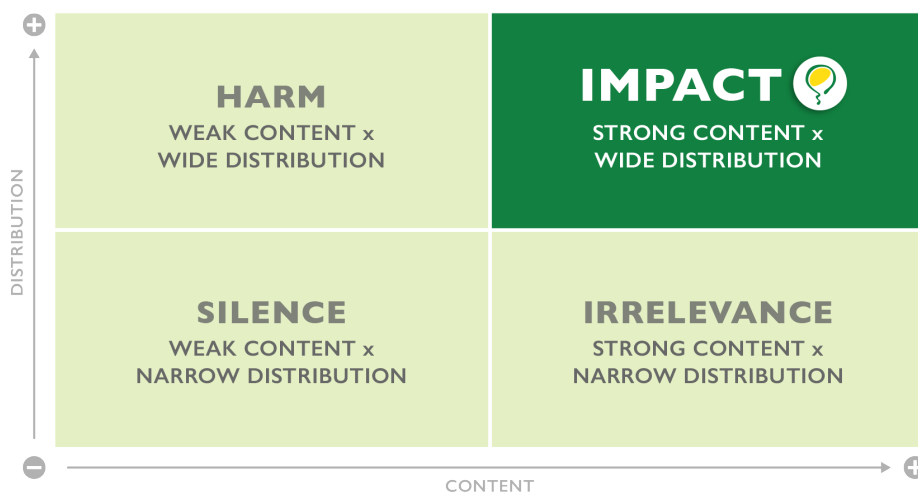 HARM
WEAK CONTENT x
WIDE DISTRIBUTION
IMPACT
STRONG CONTENT x
WIDE DISTRIBUTION
DISTRIBUTION
SILENCE
WEAK CONTENT x
NARROW DISTRIBUTION
IRRELEVANCE
STRONG CONTENT x
NARROW DISTRIBUTION
CONTENT